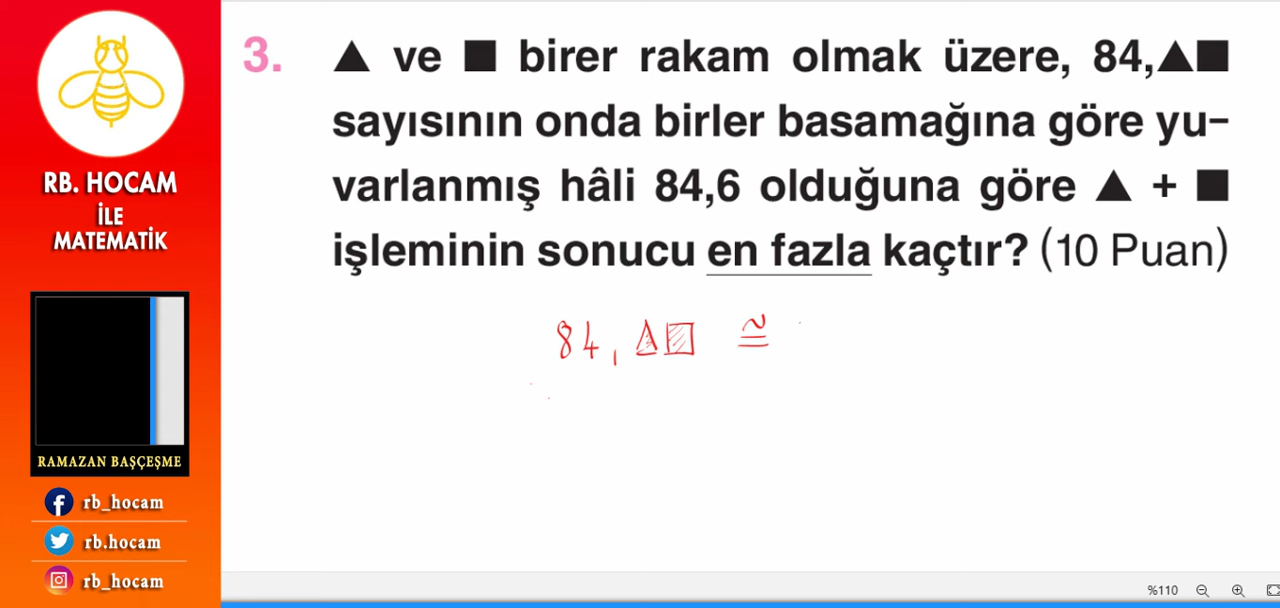 RB. HOCAM
İLE
MATEMATİK
RAMAZAN BAŞÇEŞME
rb_hocam
rb.hocam
rb_hocam
3. ▲ ve ■ birer rakam olmak üzere, 84,▲■
sayısının onda birler basamağına göre yu-
varlanmış hâli 84,6 olduğuna göre ▲ + ■
işleminin sonucu en fazla kaçtır? (10 Puan)
84, △□ ≅
%110